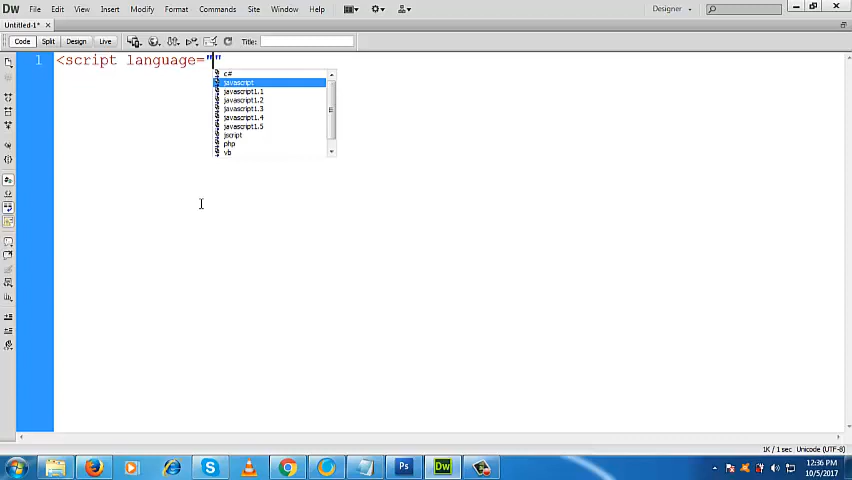 Dw File Edit View Insert Modify Format Commands Site Window Help Designer
Untitled-1* ×
Code Split Design Live Title:
1 <script language=""
c#
javascript
javascript1.1
javascript1.2
javascript1.3
javascript1.4
javascript1.5
jscript
php
vb
1K / 1 sec Unicode (UTF-8)
Ps Dw 12:36 PM
10/5/2017